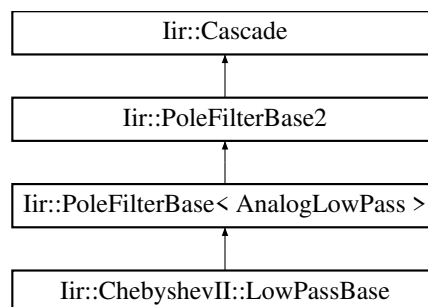 Iir::Cascade
Iir::PoleFilterBase2
Iir::PoleFilterBase< AnalogLowPass >
Iir::ChebyshevII::LowPassBase